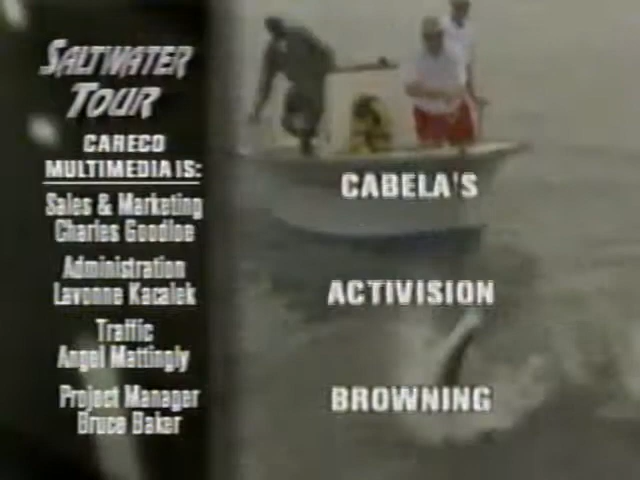 SALTWATER
TOUR
CARECO
MULTIMEDIA IS:
Sales & Marketing
Charles Goodloe
Administration
Lavonne Kacalek
Traffic
Angel Mattingly
Project Manager
Bruce Baker
CABELA'S
ACTIVISION
BROWNING